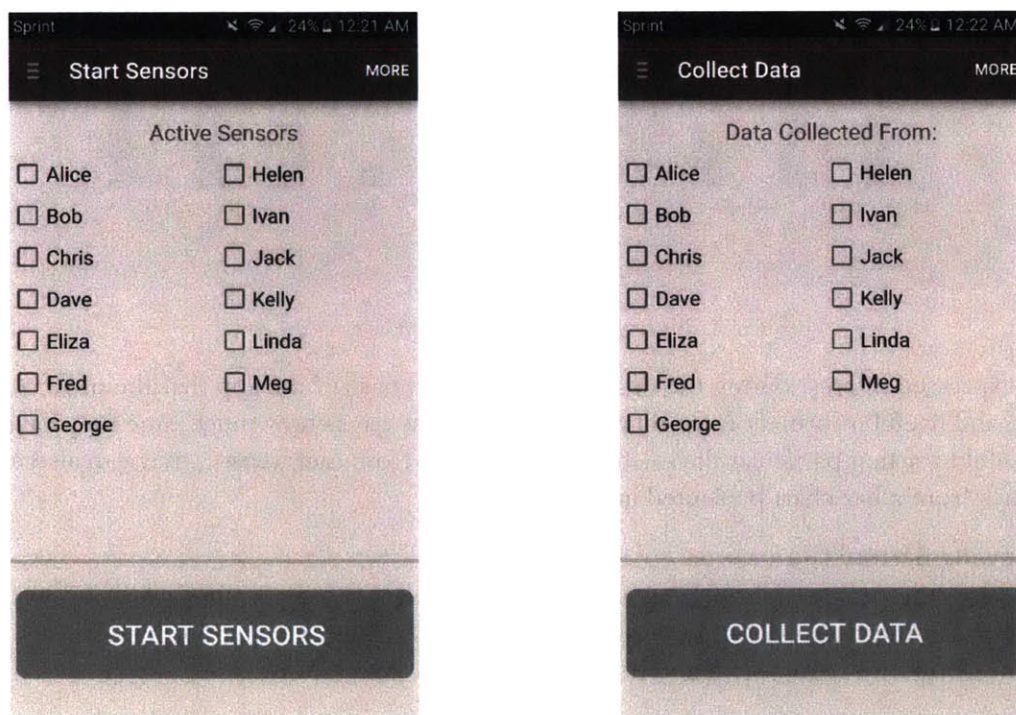 Sprint 24% 12:21 AM
Start Sensors MORE
Active Sensors
Alice Helen
Bob Ivan
Chris Jack
Dave Kelly
Eliza Linda
Fred Meg
George
START SENSORS
Sprint 24% 12:22 AM
Collect Data MORE
Data Collected From:
Alice Helen
Bob Ivan
Chris Jack
Dave Kelly
Eliza Linda
Fred Meg
George
COLLECT DATA